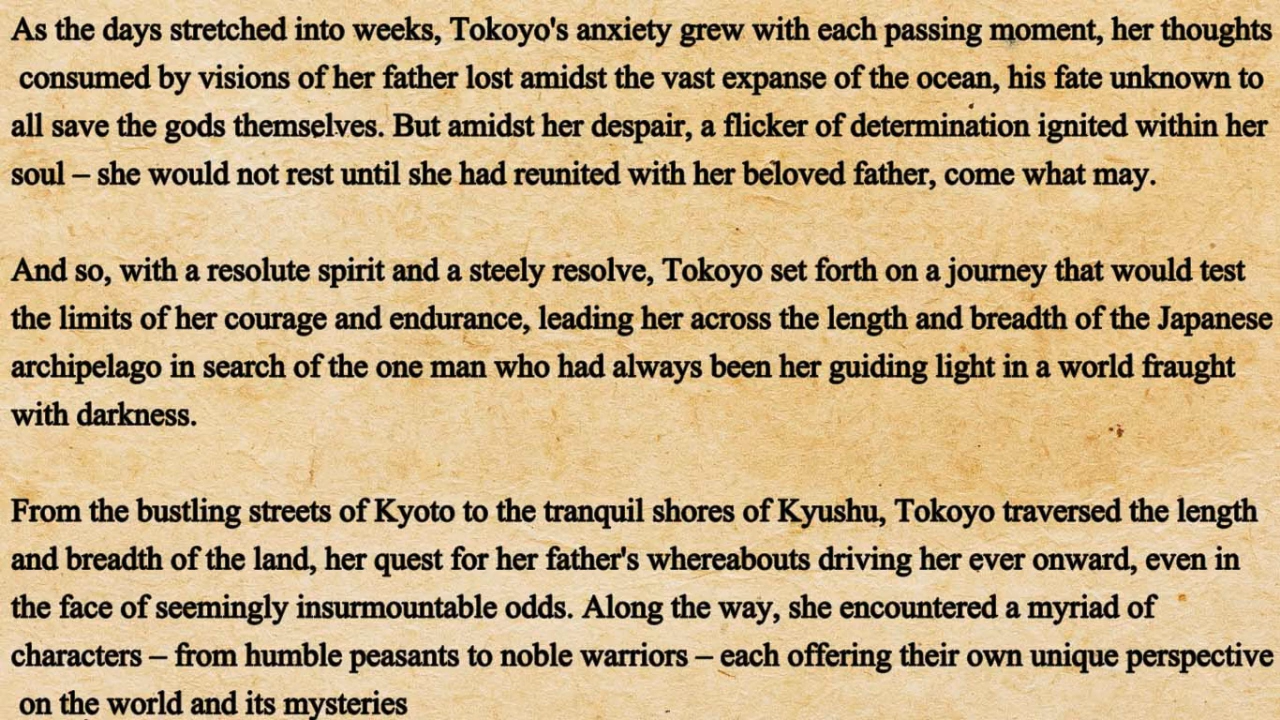 As the days stretched into weeks, Tokoyo's anxiety grew with each passing moment, her thoughts
consumed by visions of her father lost amidst the vast expanse of the ocean, his fate unknown to
all save the gods themselves. But amidst her despair, a flicker of determination ignited within her
soul – she would not rest until she had reunited with her beloved father, come what may.
And so, with a resolute spirit and a steely resolve, Tokoyo set forth on a journey that would test
the limits of her courage and endurance, leading her across the length and breadth of the Japanese
archipelago in search of the one man who had always been her guiding light in a world fraught
with darkness.
From the bustling streets of Kyoto to the tranquil shores of Kyushu, Tokoyo traversed the length
and breadth of the land, her quest for her father's whereabouts driving her ever onward, even in
the face of seemingly insurmountable odds. Along the way, she encountered a myriad of
characters – from humble peasants to noble warriors – each offering their own unique perspective
on the world and its mysteries